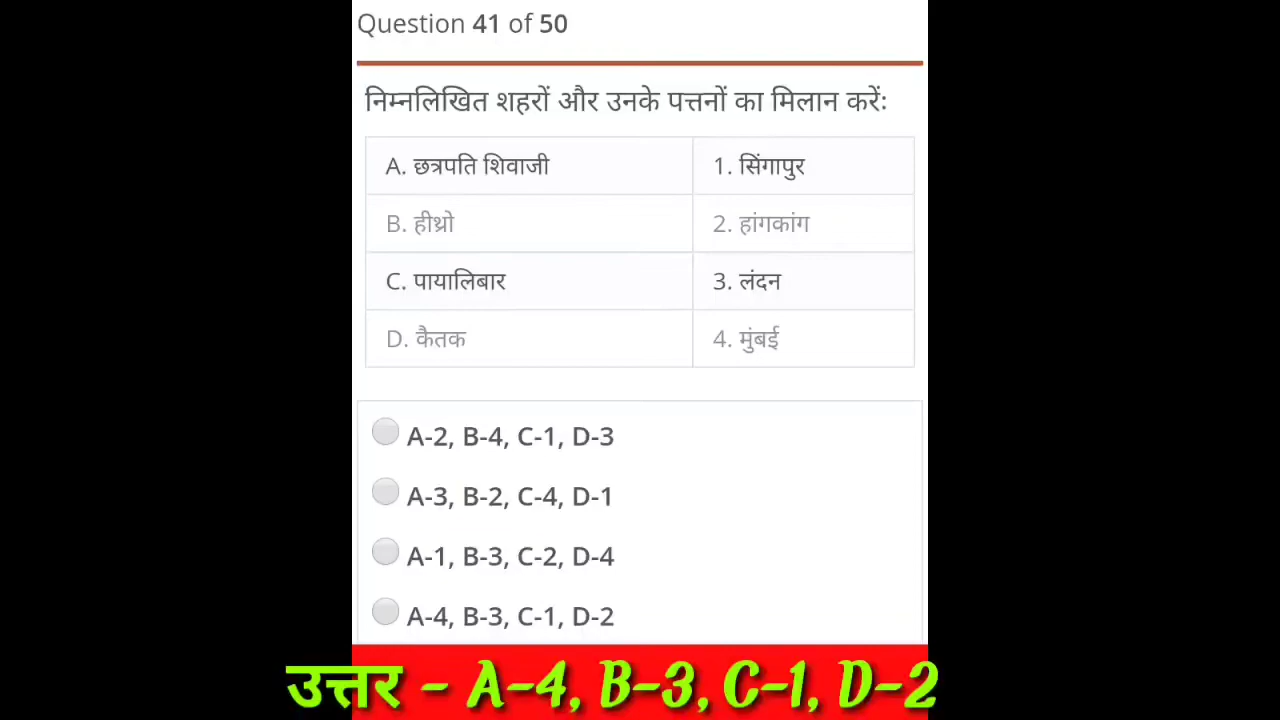 Question 41 of 50
निम्नलिखित शहरों और उनके पत्तनों का मिलान करें:
A. छत्रपति शिवाजी 1. सिंगापुर
B. हीथ्रो 2. हांगकांग
C. पायालिबार 3. लंदन
D. कैतक 4. मुंबई
A-2, B-4, C-1, D-3
A-3, B-2, C-4, D-1
A-1, B-3, C-2, D-4
A-4, B-3, C-1, D-2
उत्तर - A-4, B-3, C-1, D-2